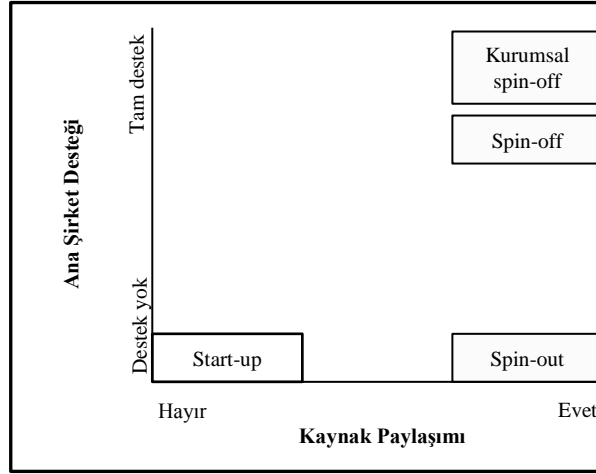 Kurumsal
spin-off
Spin-off
Tam destek
Ana Şirket Desteği
Destek yok
Start-up
Spin-out
Hayır
Evet
Kaynak Paylaşımı